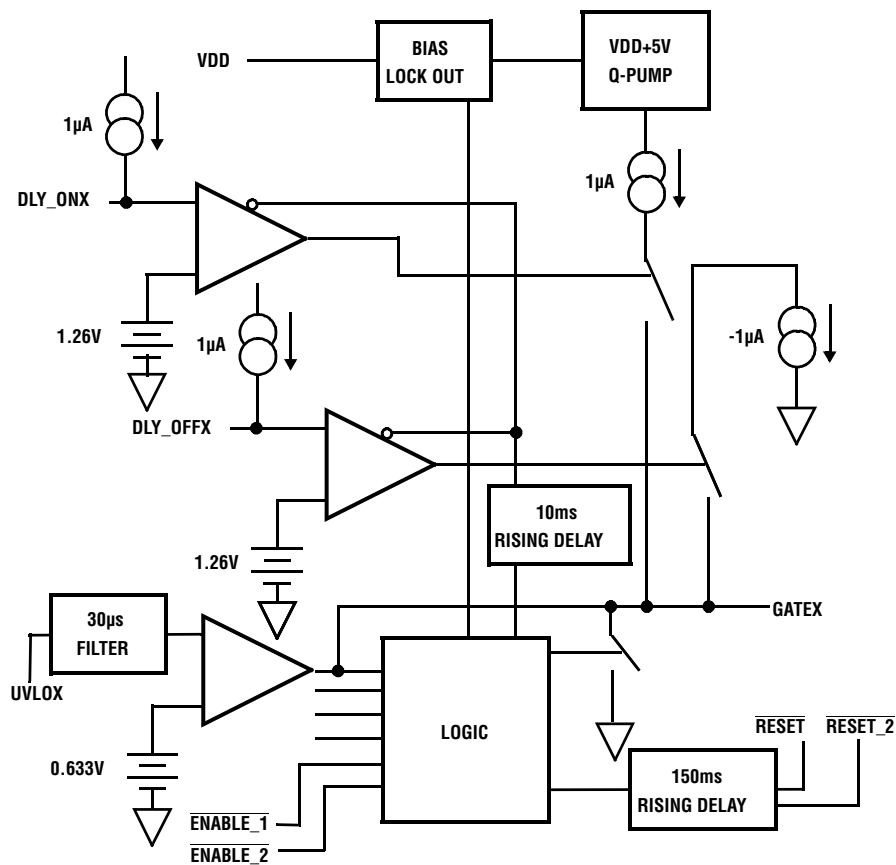 VDD
BIAS
LOCK OUT
VDD+5V
Q-PUMP
1µA
1µA
DLY_ONX
1.26V
1µA
-1µA
DLY_OFFX
10ms
RISING DELAY
1.26V
30µs
FILTER
GATEX
UVLOX
LOGIC
RESET
RESET_2
0.633V
150ms
RISING DELAY
ENABLE_1
ENABLE_2